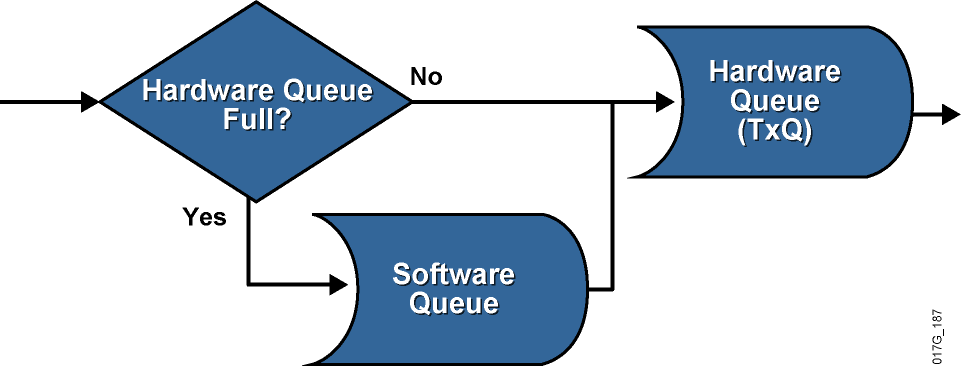 Hardware Queue
Full?
No
Yes
Hardware
Queue
(TxQ)
Software
Queue
017G_187